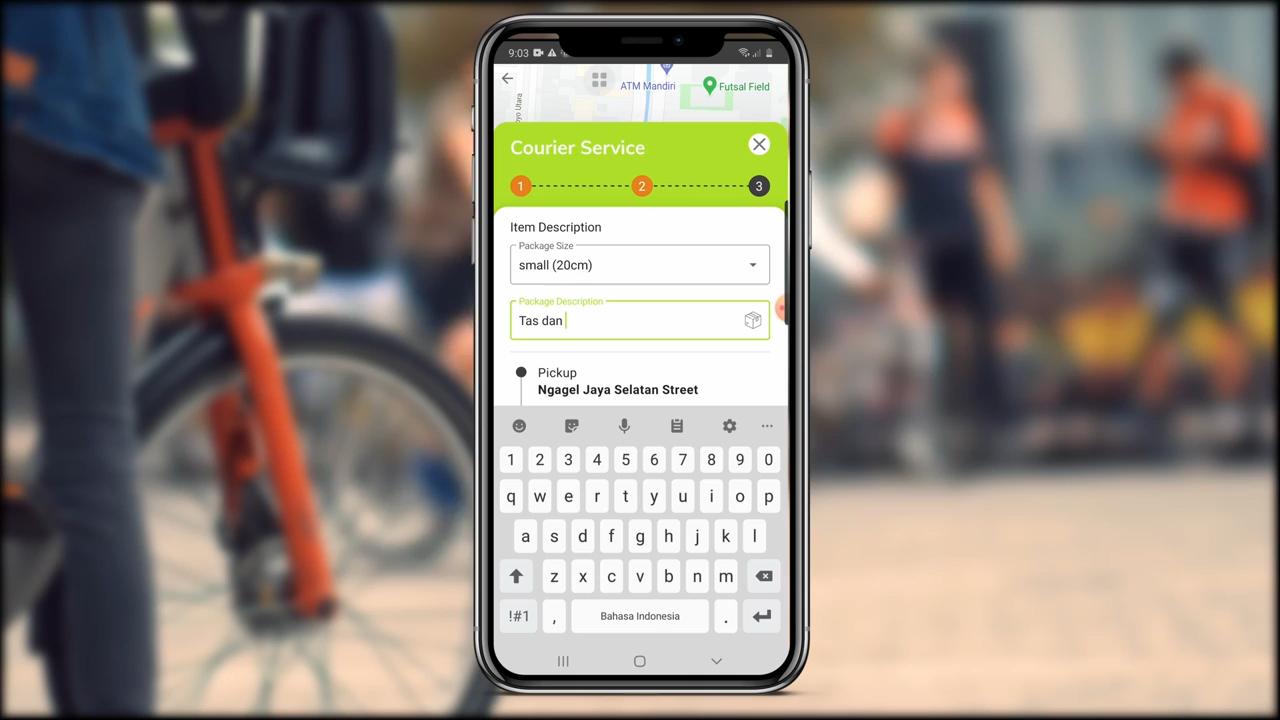 9:03
ATM Mandiri
Futsal Field
Utara
Courier Service
1 2 3
Item Description
Package Size
small (20cm)
Package Description
Tas dan
Pickup
Ngagel Jaya Selatan Street
1 2 3 4 5 6 7 8 9 0
q w e r t y u i o p
a s d f g h j k l
z x c v b n m
!#1 , Bahasa Indonesia .